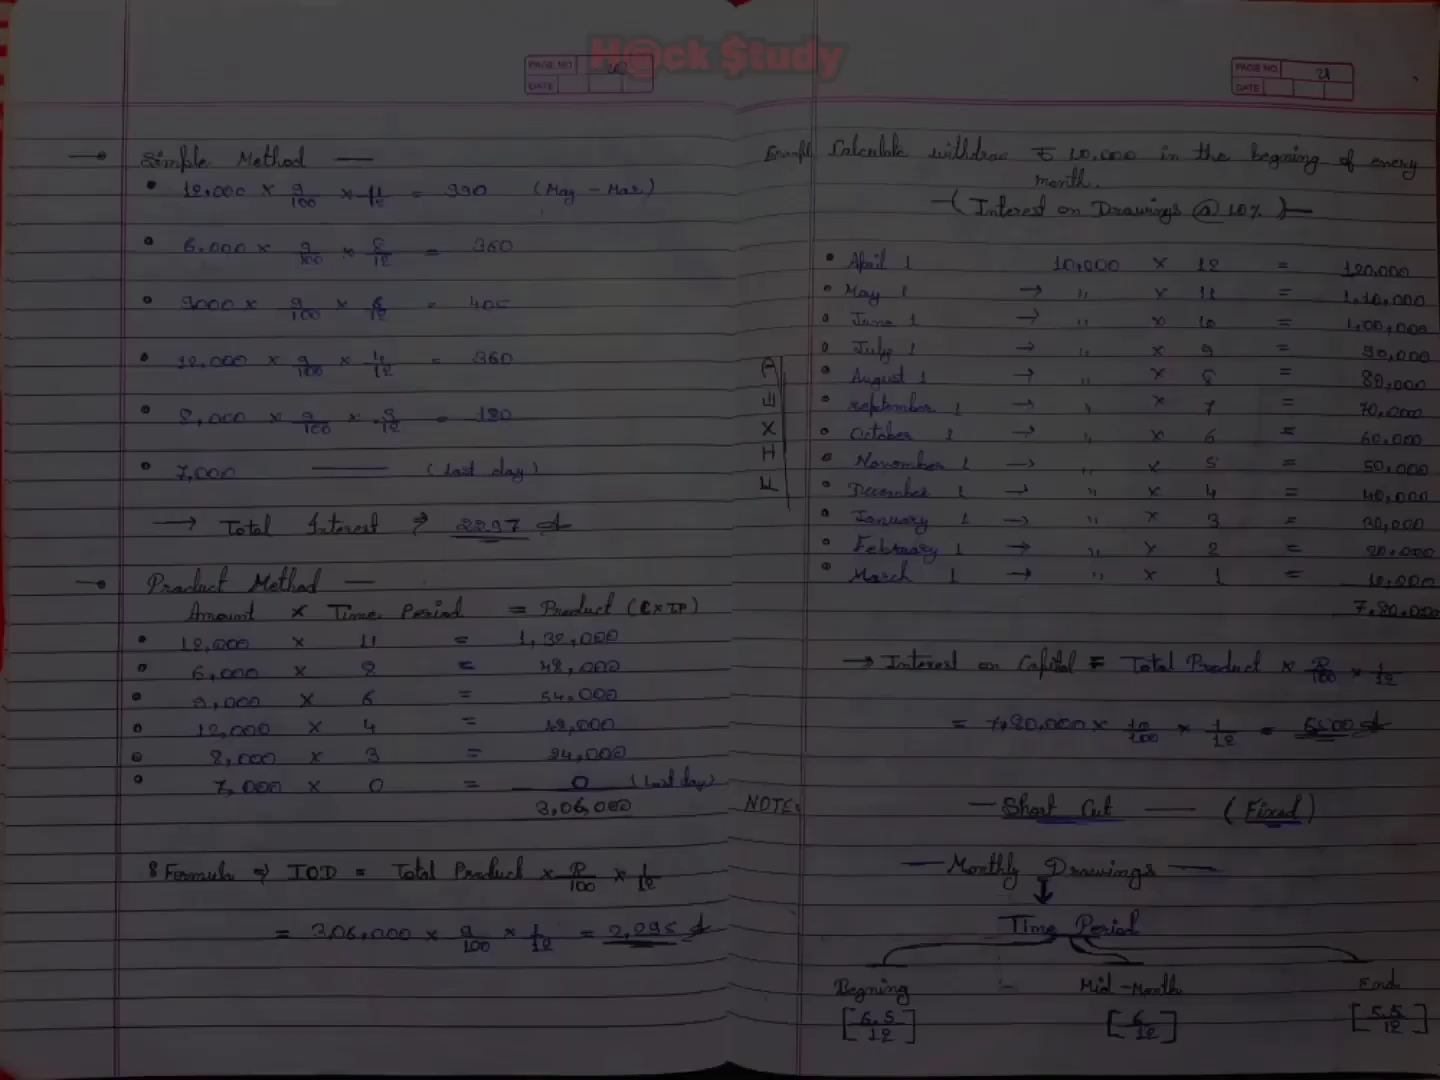 H@ck $tudy
PAGE NO
DATE
→ Simple Method —
• 12,000 × 9/100 × 11/12 = 990 (May - Mar)
• 6,000 × 9/100 × 8/12 = 360
• 9000 × 9/100 × 6/12 = 405
• 12,000 × 9/100 × 4/12 = 360
• 8,000 × 9/100 × 3/12 = 180
• 7,000 —— (last day)
→ Total Interest ⇒
→ Product Method —
Amount × Time Period = Product (C×TP)
• 12,000 × 11 = 1,32,000
• 6,000 × 8 = 48,000
• 9,000 × 6 = 54,000
• 12,000 × 4 = 48,000
• 8,000 × 3 = 24,000
• 7,000 × 0 = 0 (last day)
3,06,000
Formula ⇒ IOD = Total Product × R/100 × 1/12
= 3,06,000 × 9/100 × 1/12 =
PAGE NO 21
DATE
Example Calculate withdraw ₹ 10,000 in the begning of every
month.
—( Interest on Drawings @ 10% )—
• April 1 10,000 × 12 = 120,000
• May 1 → " × 11 = 1,10,000
• June 1 → " × 10 = 1,00,000
• July 1 → " × 9 = 90,000
• August 1 → " × 8 = 80,000
• September 1 → " × 7 = 70,000
• October 1 → " × 6 = 60,000
• November 1 → " × 5 = 50,000
• December 1 → " × 4 = 40,000
• January 1 → " × 3 = 30,000
• February 1 → " × 2 = 20,000
• March 1 → " × 1 = 10,000
7,80,000
→ Interest on Capital = Total Product × R/100 × 1/12
= 7,80,000 × 10/100 × 1/12 = 6500
NOTE:
— Short Cut — (Fixed)
— Monthly Drawings —
Time Period
Begning Mid-Month End
[6.5/12] [6/12] [5.5/12]